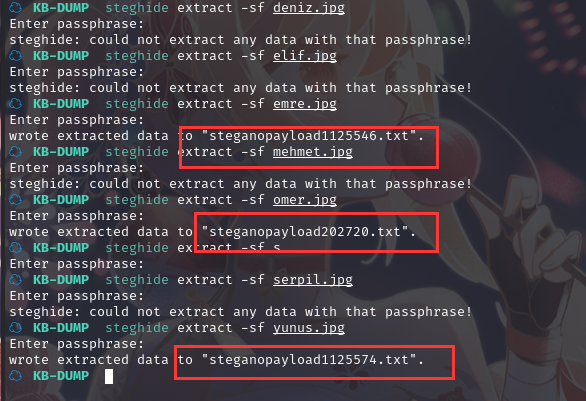 KB-DUMP steghide extract -sf deniz.jpg
Enter passphrase:
steghide: could not extract any data with that passphrase!
KB-DUMP steghide extract -sf elif.jpg
Enter passphrase:
steghide: could not extract any data with that passphrase!
KB-DUMP steghide extract -sf emre.jpg
Enter passphrase:
wrote extracted data to "steganopayload1125546.txt".
KB-DUMP steghide extract -sf mehmet.jpg
Enter passphrase:
steghide: could not extract any data with that passphrase!
KB-DUMP steghide extract -sf omer.jpg
Enter passphrase:
wrote extracted data to "steganopayload202720.txt".
KB-DUMP steghide extract -sf s
KB-DUMP steghide extract -sf serpil.jpg
Enter passphrase:
steghide: could not extract any data with that passphrase!
KB-DUMP steghide extract -sf yunus.jpg
Enter passphrase:
wrote extracted data to "steganopayload1125574.txt".
KB-DUMP